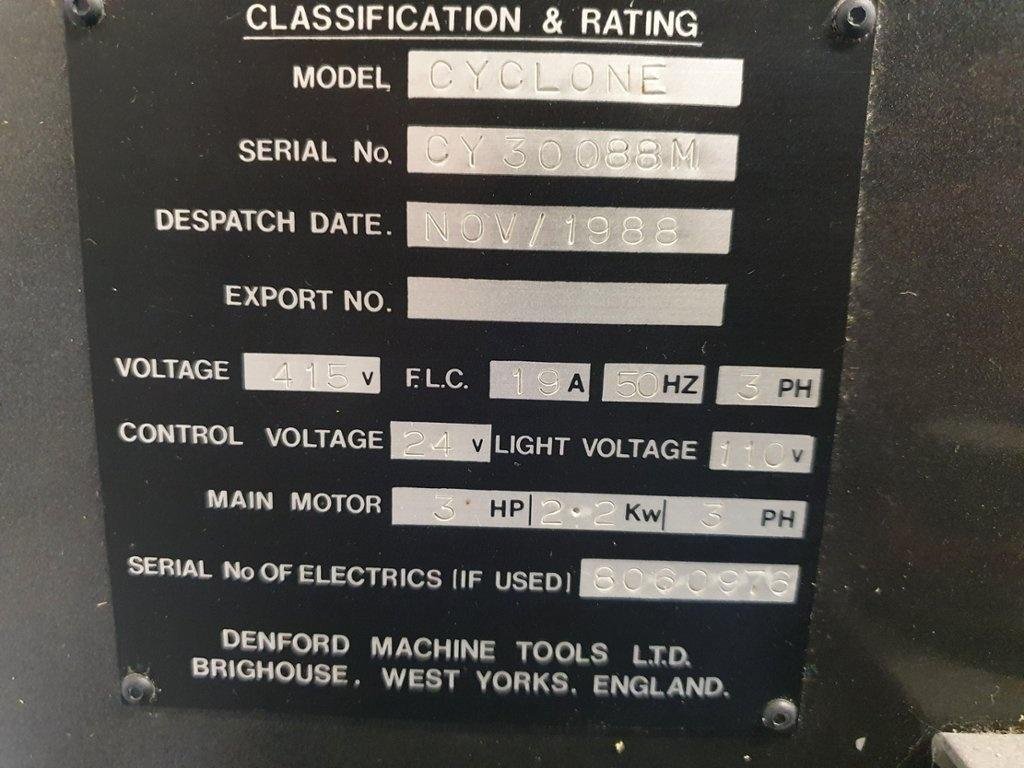 CLASSIFICATION & RATING
MODEL CYCLONE
SERIAL No. CY 30088M
DESPATCH DATE. NOV/1988
EXPORT NO.
VOLTAGE 415 V F.L.C. 19 A 50 HZ 3 PH
CONTROL VOLTAGE 24 V LIGHT VOLTAGE 110 V
MAIN MOTOR 3 HP 2.2 Kw 3 PH
SERIAL No OF ELECTRICS (IF USED) 8060976
DENFORD MACHINE TOOLS L.T.D.
BRIGHOUSE, WEST YORKS, ENGLAND.